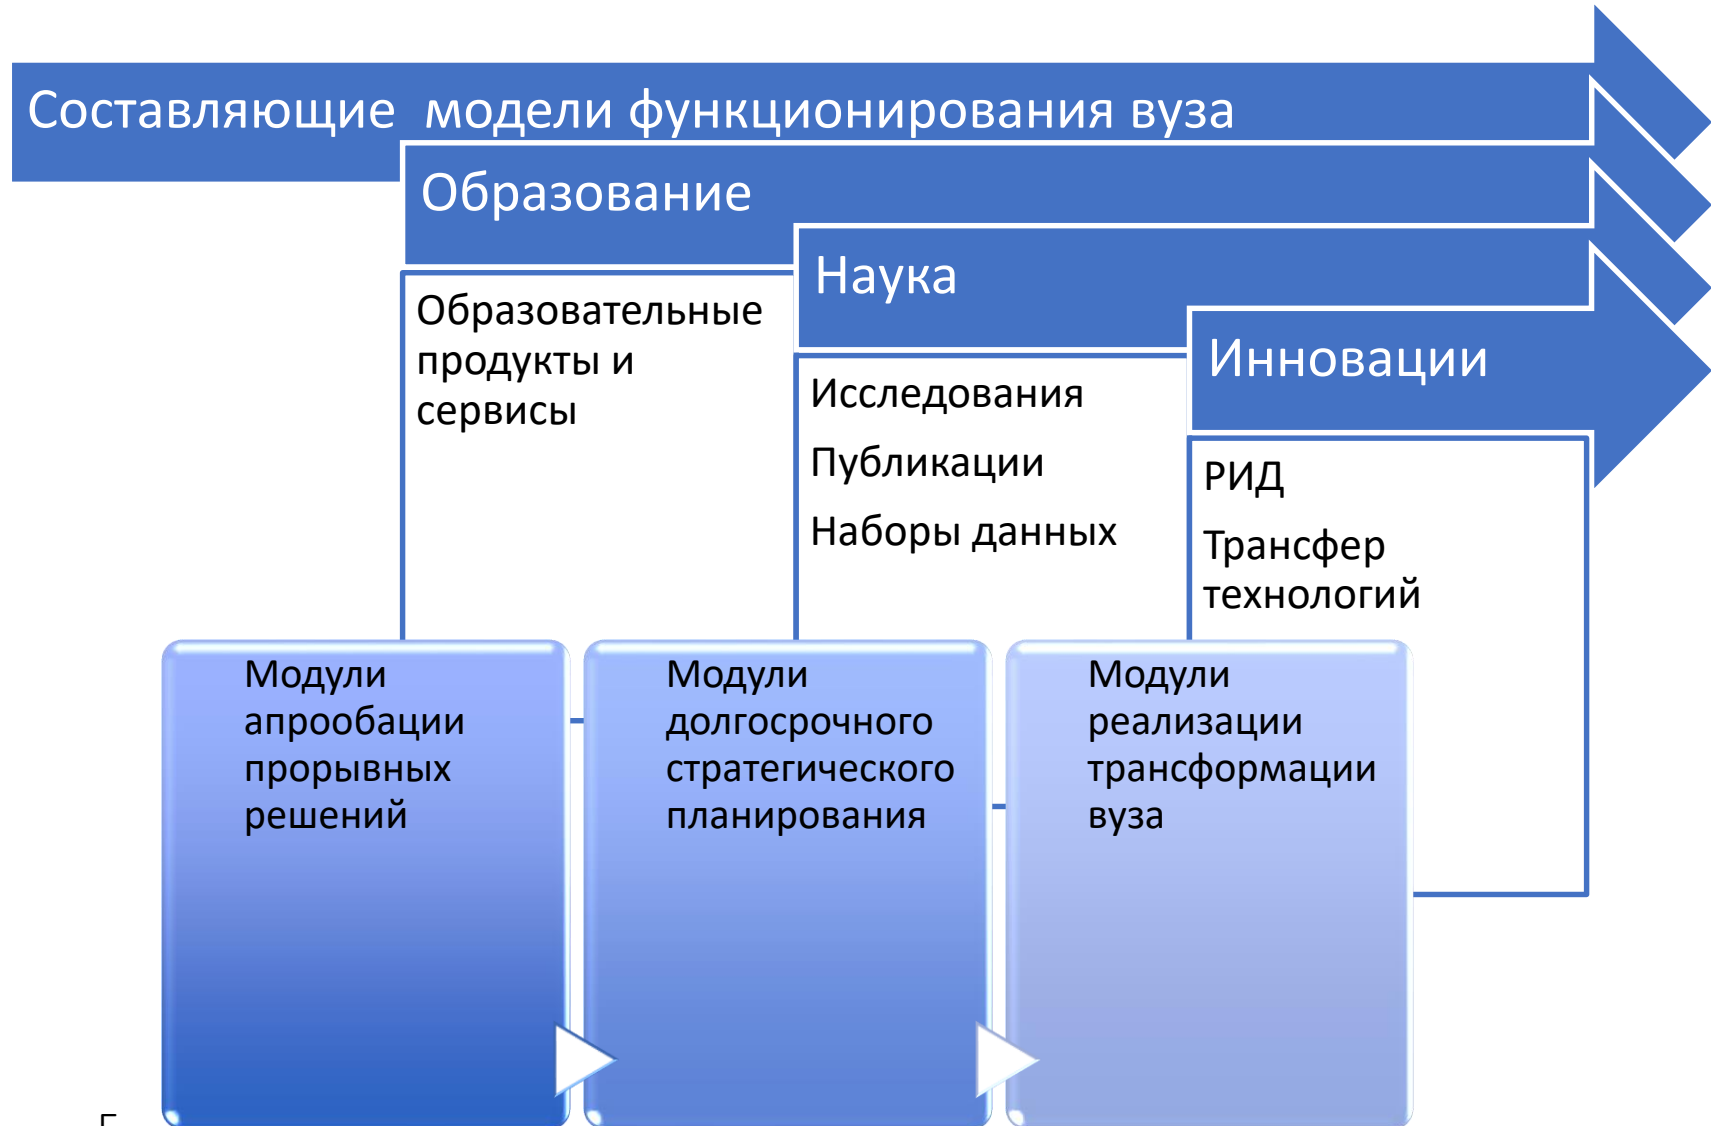 Составляющие модели функционирования вуза
Образование
Наука
Инновации
Образовательные
продукты и
сервисы
Исследования
Публикации
Наборы данных
РИД
Трансфер
технологий
Модули
апрообации
прорывных
решений
Модули
долгосрочного
стратегического
планирования
Модули
реализации
трансформации
вуза